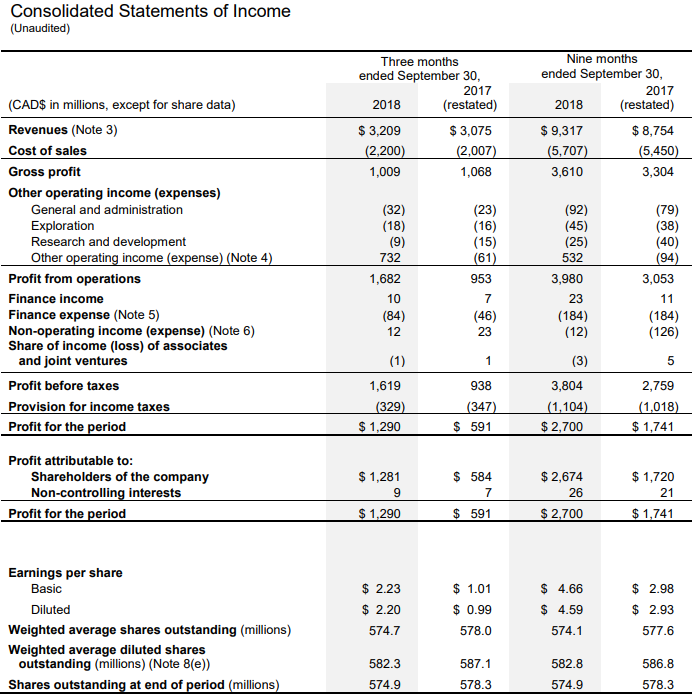 Consolidated Statements of Income
(Unaudited)
Three months Nine months
ended September 30, ended September 30,
2017 2017
(CAD$ in millions, except for share data) 2018 (restated) 2018 (restated)
Revenues (Note 3) $ 3,209 $ 3,075 $ 9,317 $ 8,754
Cost of sales (2,200) (2,007) (5,707) (5,450)
Gross profit 1,009 1,068 3,610 3,304
Other operating income (expenses)
General and administration (32) (23) (92) (79)
Exploration (18) (16) (45) (38)
Research and development (9) (15) (25) (40)
Other operating income (expense) (Note 4) 732 (61) 532 (94)
Profit from operations 1,682 953 3,980 3,053
Finance income 10 7 23 11
Finance expense (Note 5) (84) (46) (184) (184)
Non-operating income (expense) (Note 6) 12 23 (12) (126)
Share of income (loss) of associates
and joint ventures (1) 1 (3) 5
Profit before taxes 1,619 938 3,804 2,759
Provision for income taxes (329) (347) (1,104) (1,018)
Profit for the period $ 1,290 $ 591 $ 2,700 $ 1,741
Profit attributable to:
Shareholders of the company $ 1,281 $ 584 $ 2,674 $ 1,720
Non-controlling interests 9 7 26 21
Profit for the period $ 1,290 $ 591 $ 2,700 $ 1,741
Earnings per share
Basic $ 2.23 $ 1.01 $ 4.66 $ 2.98
Diluted $ 2.20 $ 0.99 $ 4.59 $ 2.93
Weighted average shares outstanding (millions) 574.7 578.0 574.1 577.6
Weighted average diluted shares
outstanding (millions) (Note 8(e)) 582.3 587.1 582.8 586.8
Shares outstanding at end of period (millions) 574.9 578.3 574.9 578.3